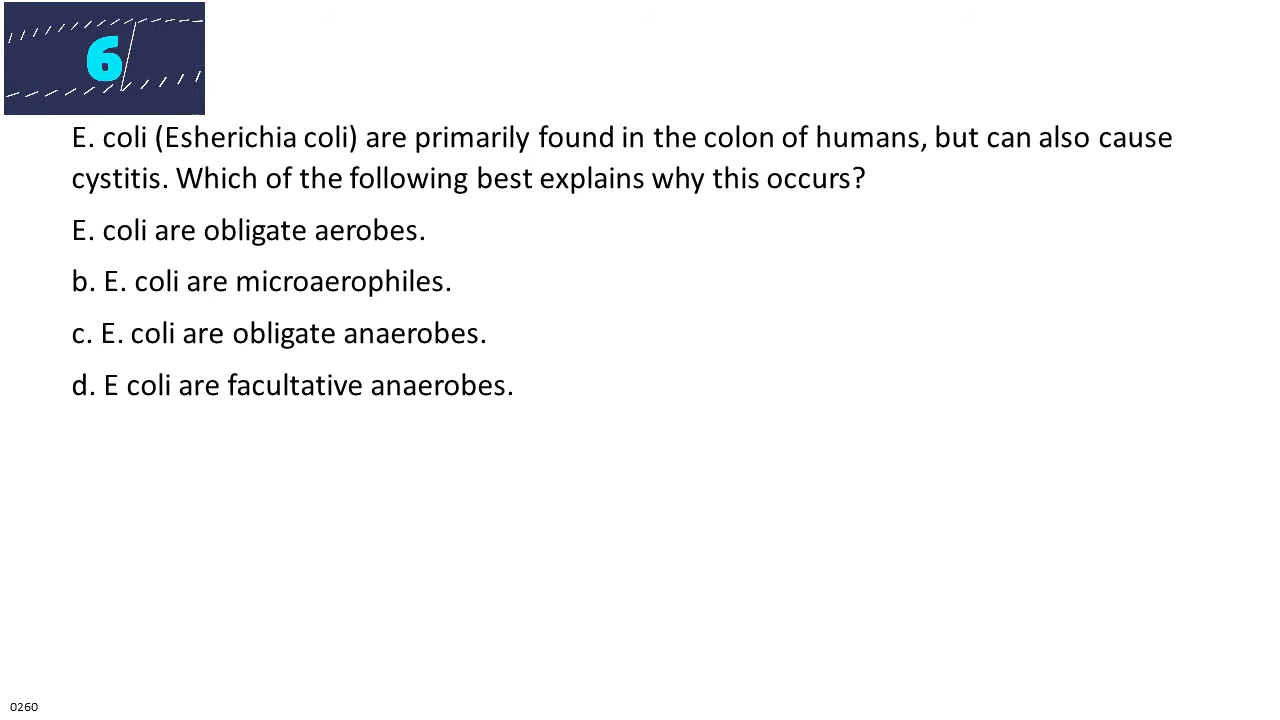 6
E. coli (Esherichia coli) are primarily found in the colon of humans, but can also cause
cystitis. Which of the following best explains why this occurs?
E. coli are obligate aerobes.
b. E. coli are microaerophiles.
c. E. coli are obligate anaerobes.
d. E coli are facultative anaerobes.
0260